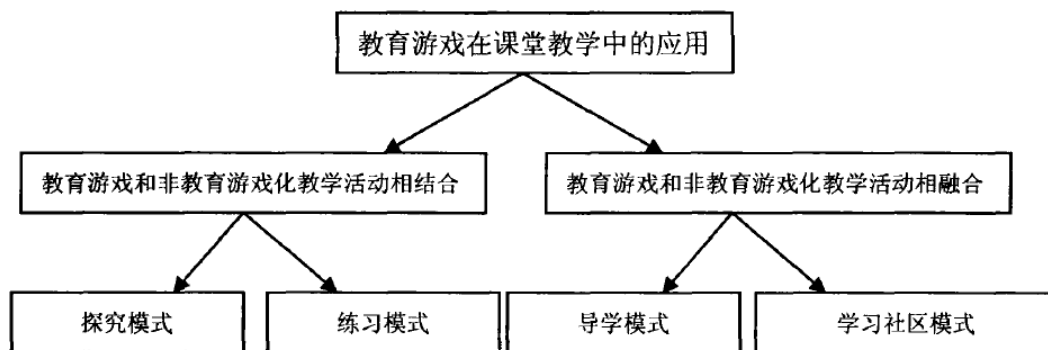 教育游戏在课堂教学中的应用
教育游戏和非教育游戏化教学活动相结合
教育游戏和非教育游戏化教学活动相融合
探究模式
练习模式
导学模式
学习社区模式